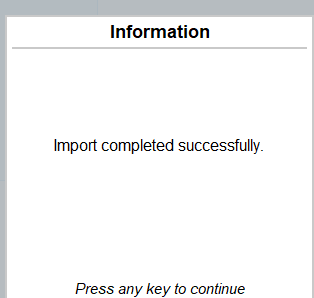 Information
Import completed successfully.
Press any key to continue